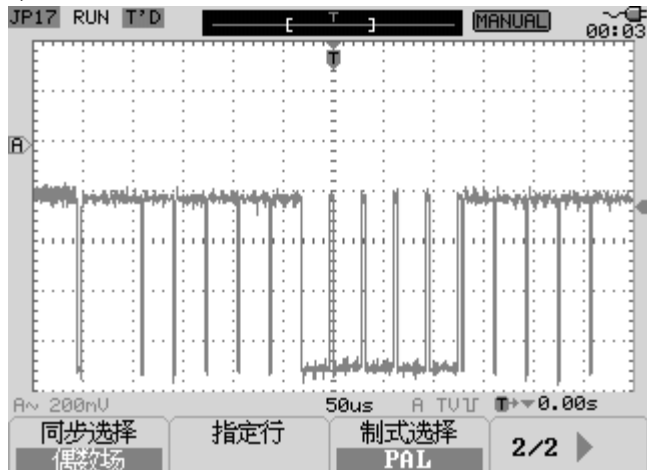 JP17 RUN T'D T MANUAL 00:03
T
A
A~ 200mV 50us A TV T→▼0.00s
同步选择 指定行 制式选择 2/2
偶数场 PAL